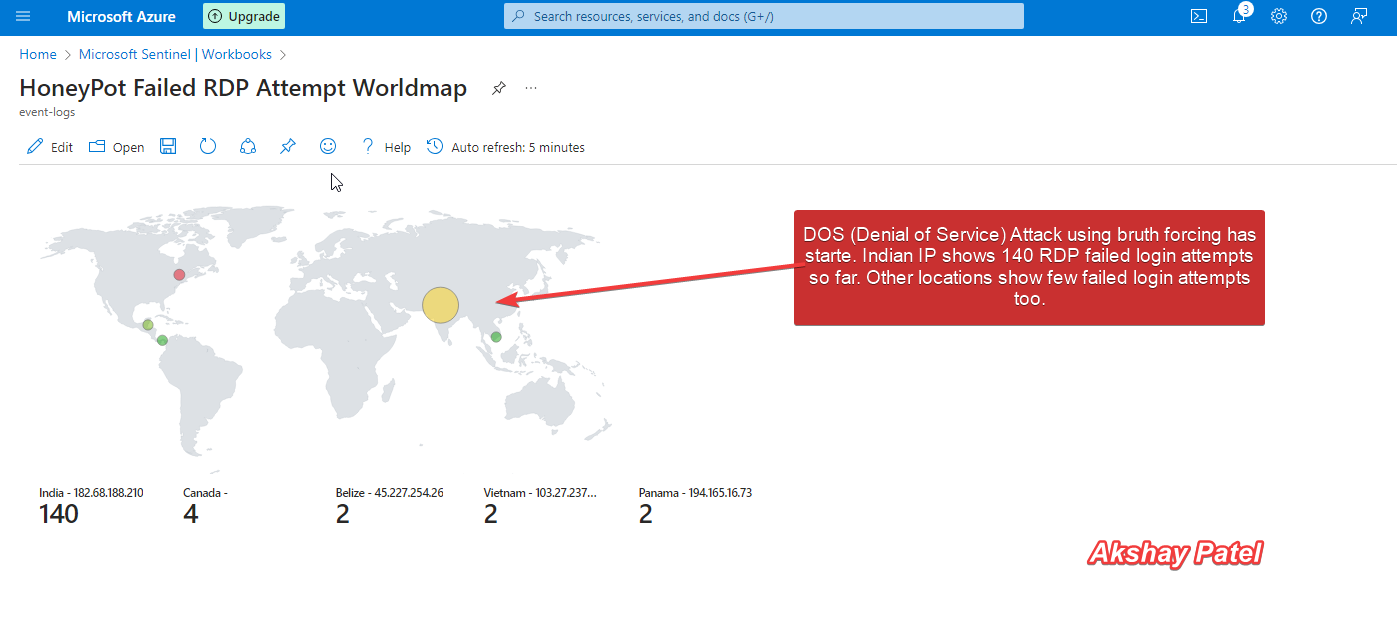 Microsoft Azure
Upgrade
Search resources, services, and docs (G+/)
3
Home > Microsoft Sentinel | Workbooks >
HoneyPot Failed RDP Attempt Worldmap
...
event-logs
Edit
Open
? Help
Auto refresh: 5 minutes
DOS (Denial of Service) Attack using bruth forcing has
starte. Indian IP shows 140 RDP failed login attempts
so far. Other locations show few failed login attempts
too.
India - 182.68.188.210
140
Canada -
4
Belize - 45.227.254.26
2
Vietnam - 103.27.237...
2
Panama - 194.165.16.73
2
Akshay Patel